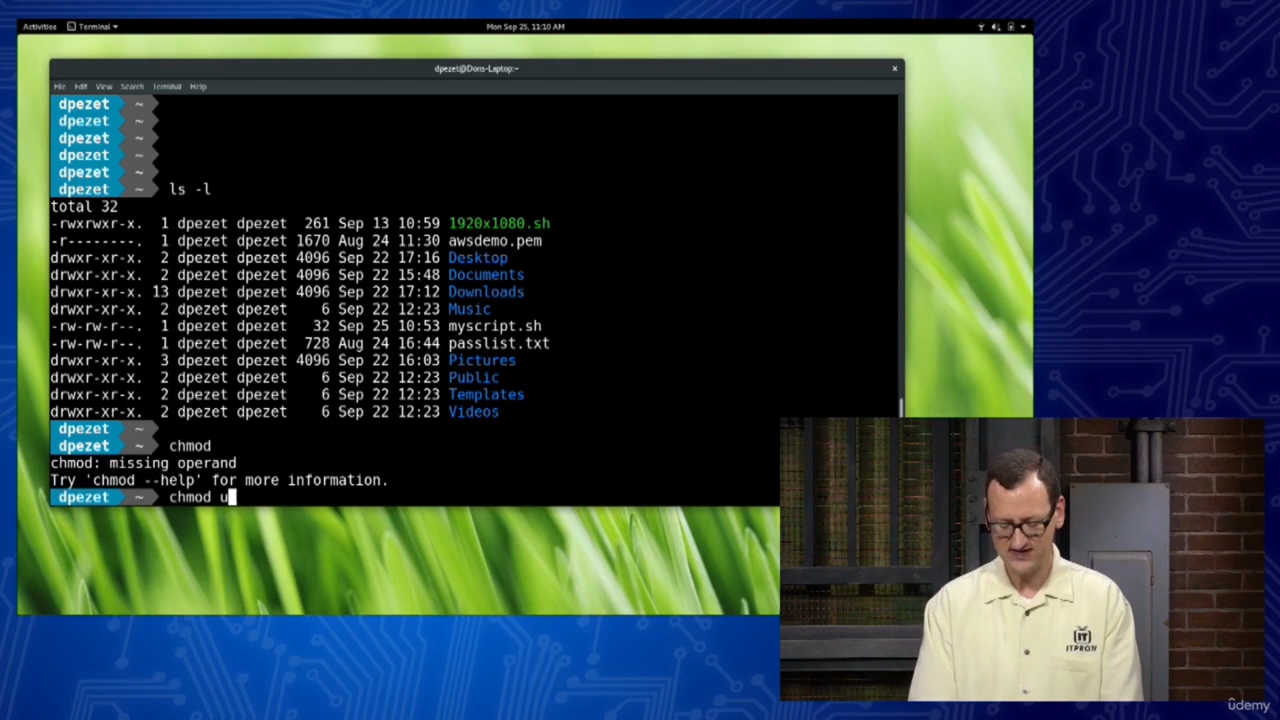 Activities Terminal Mon Sep 25, 11:10 AM
dpezet@Dons-Laptop:~ ×
File Edit View Search Terminal Help
dpezet ~
dpezet ~
dpezet ~
dpezet ~
dpezet ~
dpezet ~ ls -l
total 32
-rwxrwxr-x. 1 dpezet dpezet 261 Sep 13 10:59 1920x1080.sh
-r--------. 1 dpezet dpezet 1670 Aug 24 11:30 awsdemo.pem
drwxr-xr-x. 2 dpezet dpezet 4096 Sep 22 17:16 Desktop
drwxr-xr-x. 2 dpezet dpezet 4096 Sep 22 15:48 Documents
drwxr-xr-x. 13 dpezet dpezet 4096 Sep 22 17:12 Downloads
drwxr-xr-x. 2 dpezet dpezet 6 Sep 22 12:23 Music
-rw-rw-r--. 1 dpezet dpezet 32 Sep 25 10:53 myscript.sh
-rw-rw-r--. 1 dpezet dpezet 728 Aug 24 16:44 passlist.txt
drwxr-xr-x. 3 dpezet dpezet 4096 Sep 22 16:03 Pictures
drwxr-xr-x. 2 dpezet dpezet 6 Sep 22 12:23 Public
drwxr-xr-x. 2 dpezet dpezet 6 Sep 22 12:23 Templates
drwxr-xr-x. 2 dpezet dpezet 6 Sep 22 12:23 Videos
dpezet ~
dpezet ~ chmod
chmod: missing operand
Try 'chmod --help' for more information.
dpezet ~ chmod u
IT
ITPRO.TV
udemy